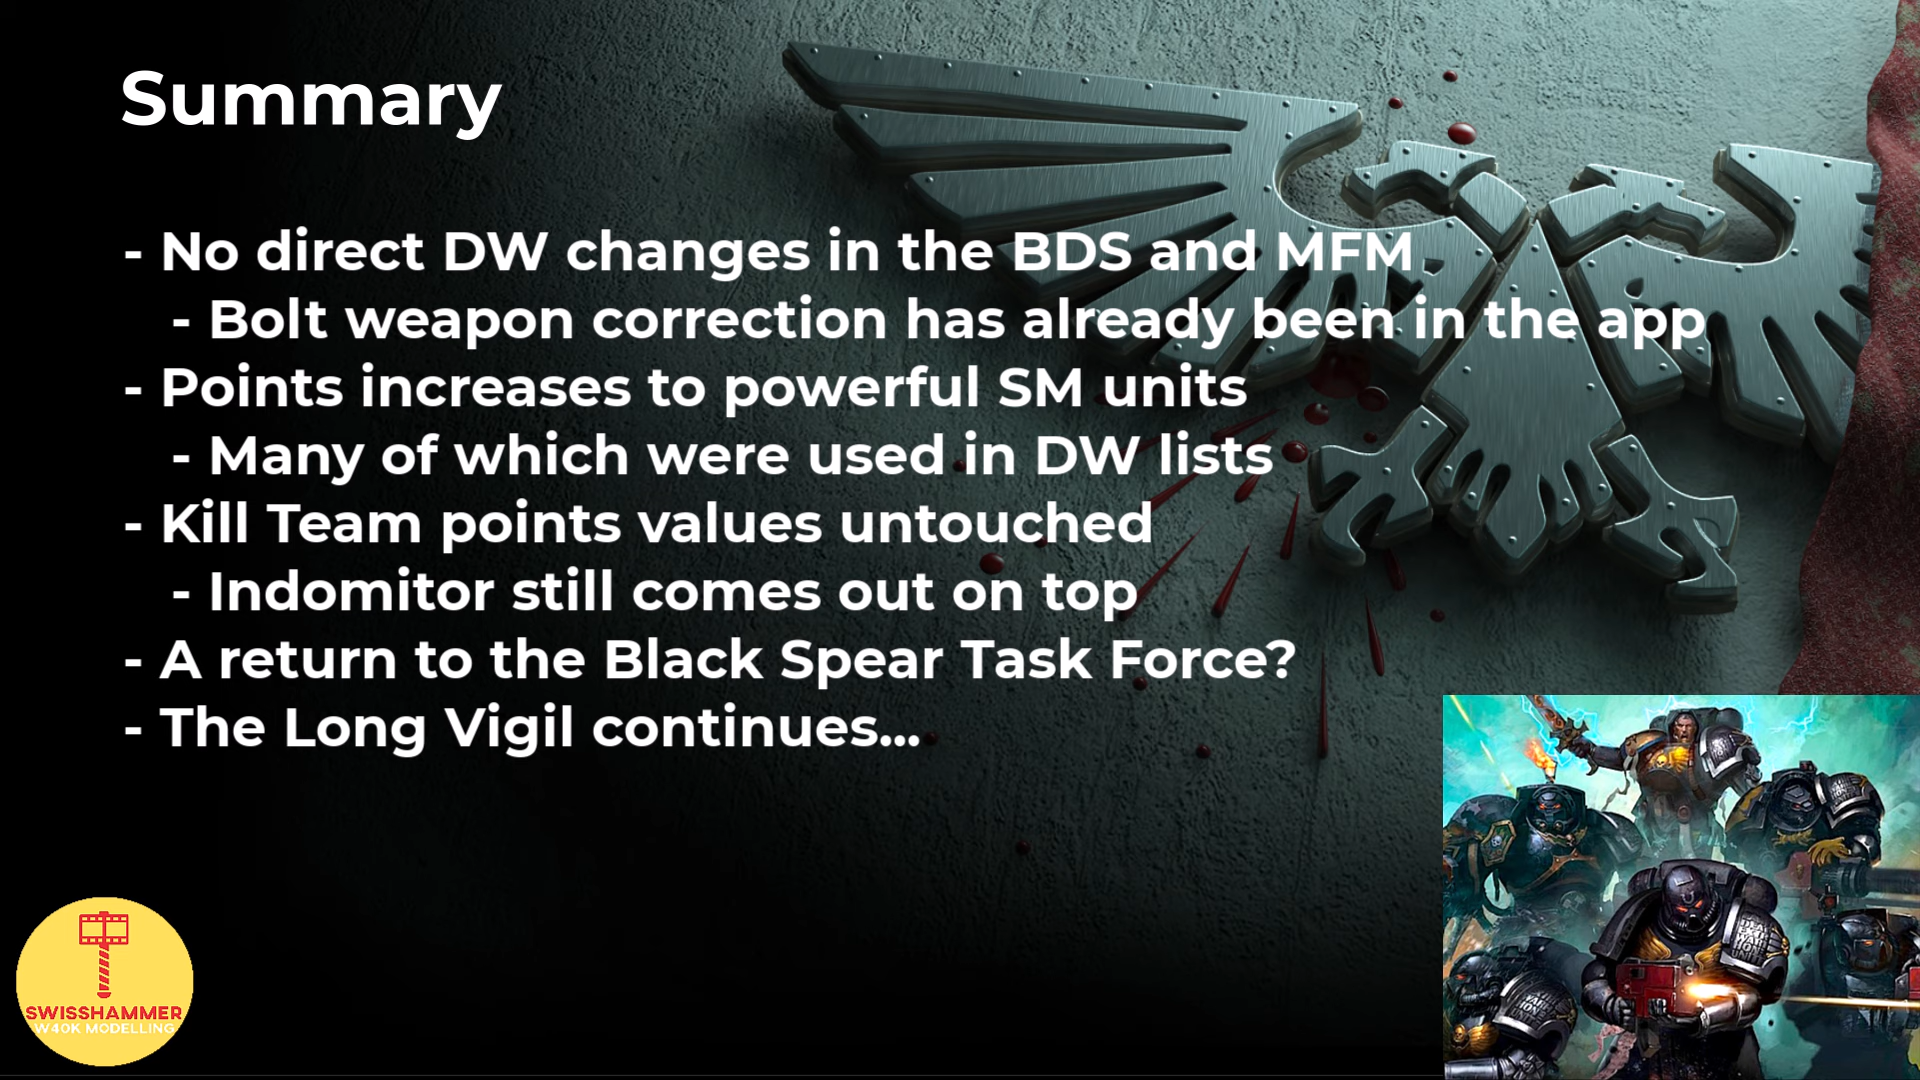 Summary
- No direct DW changes in the BDS and MFM
- Bolt weapon correction has already been in the app
- Points increases to powerful SM units
- Many of which were used in DW lists
- Kill Team points values untouched
- Indomitor still comes out on top
- A return to the Black Spear Task Force?
- The Long Vigil continues...
SWISSHAMMER
W40K MODELLING